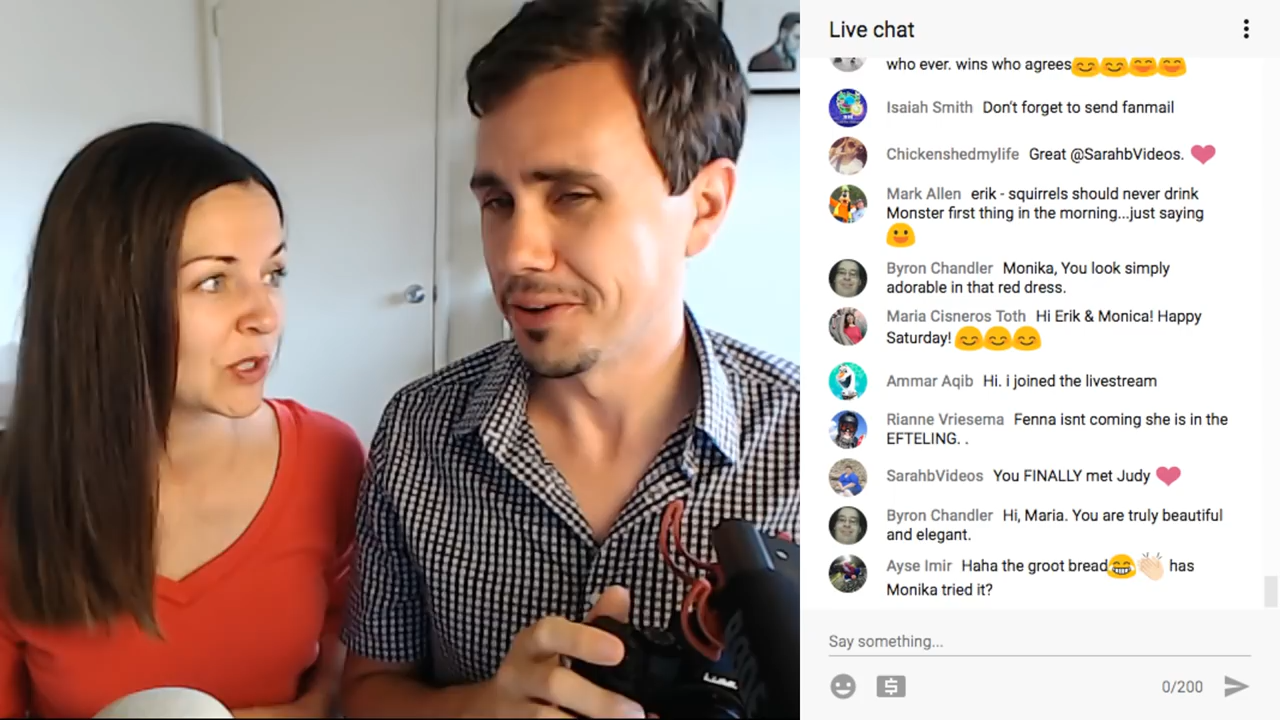 Live chat
who ever. wins who agrees😊😊😄😄
Isaiah Smith Don't forget to send fanmail
Chickenshedmylife Great @SarahbVideos. ❤
Mark Allen erik - squirrels should never drink
Monster first thing in the morning...just saying
😃
Byron Chandler Monika, You look simply
adorable in that red dress.
Maria Cisneros Toth Hi Erik & Monica! Happy
Saturday! 😊😊😊
Ammar Aqib Hi. i joined the livestream
Rianne Vriesema Fenna isnt coming she is in the
EFTELING. .
SarahbVideos You FINALLY met Judy ❤
Byron Chandler Hi, Maria. You are truly beautiful
and elegant.
Ayse Imir Haha the groot bread😂👏🏻 has
Monika tried it?
Say something...
0/200